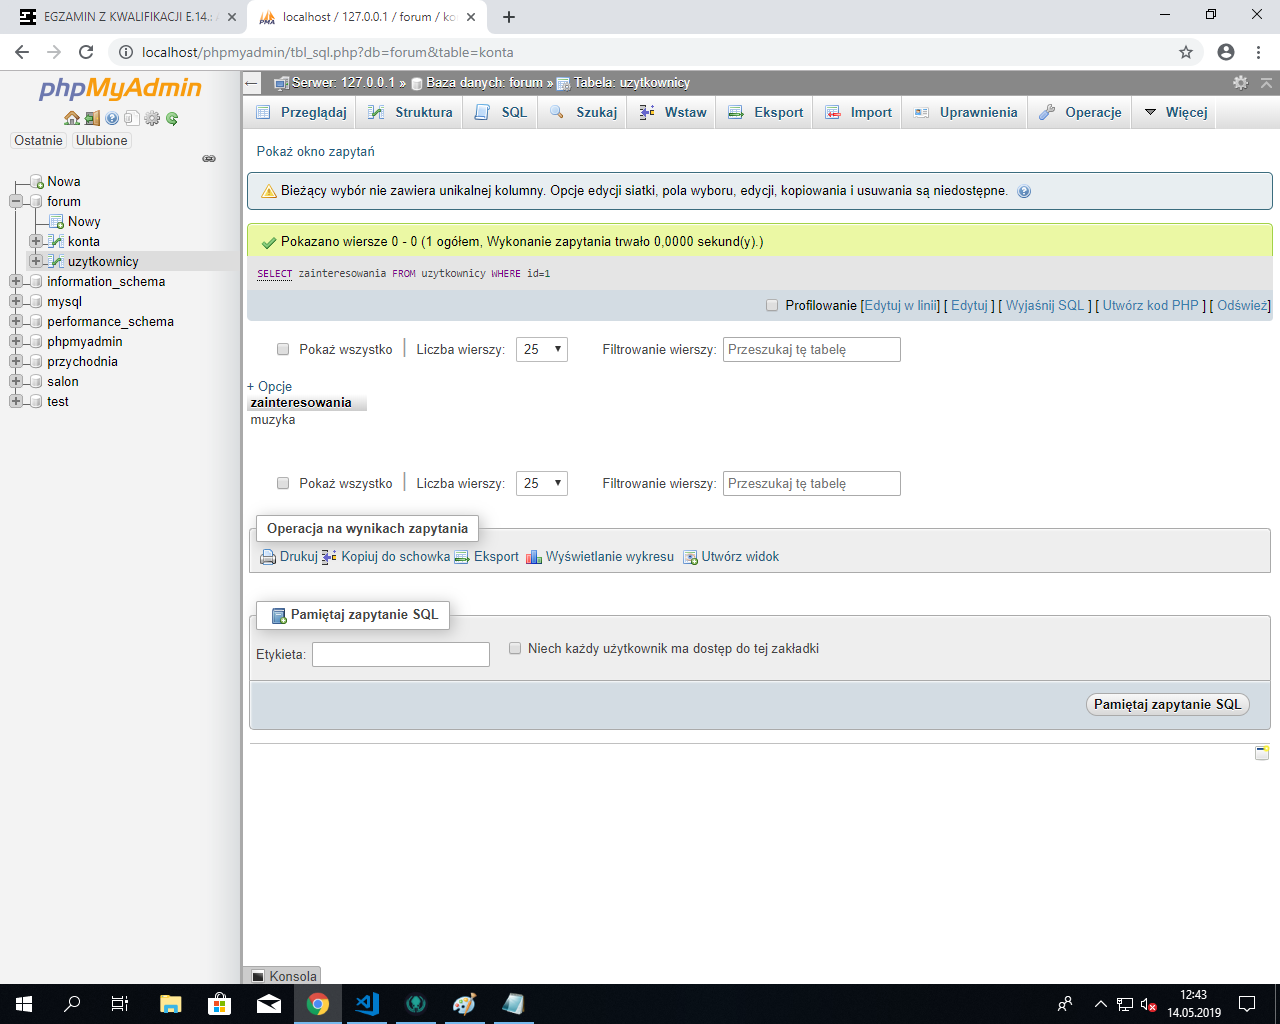 EGZAMIN Z KWALIFIKACJI E.14.: A
localhost / 127.0.0.1 / forum / ko
localhost/phpmyadmin/tbl_sql.php?db=forum&table=konta
phpMyAdmin
Ostatnie Ulubione
Nowa
forum
Nowy
konta
uzytkownicy
information_schema
mysql
performance_schema
phpmyadmin
przychodnia
salon
test
Serwer: 127.0.0.1 » Baza danych: forum » Tabela: uzytkownicy
Przeglądaj Struktura SQL Szukaj Wstaw Eksport Import Uprawnienia Operacje Więcej
Pokaż okno zapytań
Bieżący wybór nie zawiera unikalnej kolumny. Opcje edycji siatki, pola wyboru, edycji, kopiowania i usuwania są niedostępne.
Pokazano wiersze 0 - 0 (1 ogółem, Wykonanie zapytania trwało 0,0000 sekund(y).)
SELECT zainteresowania FROM uzytkownicy WHERE id=1
Profilowanie [Edytuj w linii] [ Edytuj ] [ Wyjaśnij SQL ] [ Utwórz kod PHP ] [ Odśwież]
Pokaż wszystko Liczba wierszy: 25 Filtrowanie wierszy: Przeszukaj tę tabelę
+ Opcje
zainteresowania
muzyka
Pokaż wszystko Liczba wierszy: 25 Filtrowanie wierszy: Przeszukaj tę tabelę
Operacja na wynikach zapytania
Drukuj Kopiuj do schowka Eksport Wyświetlanie wykresu Utwórz widok
Pamiętaj zapytanie SQL
Etykieta: Niech każdy użytkownik ma dostęp do tej zakładki
Pamiętaj zapytanie SQL
Konsola
12:43
14.05.2019